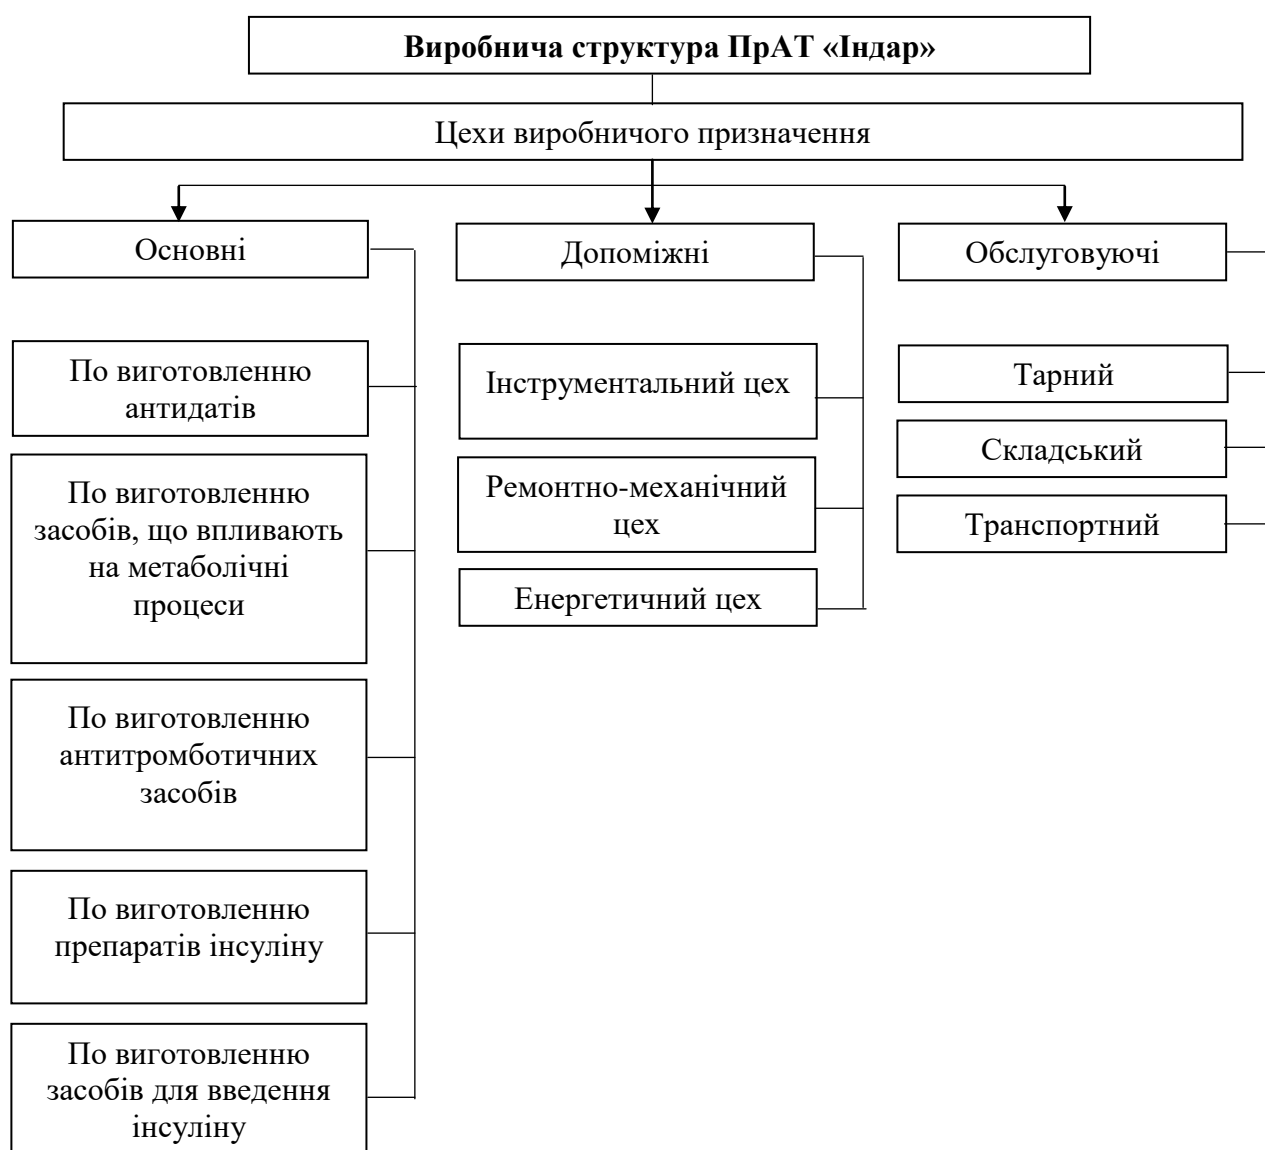 Виробнича структура ПрАТ «Індар»
Цехи виробничого призначення
Основні
Допоміжні
Обслуговуючі
По виготовленню
антидатів
По виготовленню
засобів, що впливають
на метаболічні
процеси
По виготовленню
антитромботичних
засобів
По виготовленню
препаратів інсуліну
По виготовленню
засобів для введення
інсуліну
Інструментальний цех
Ремонтно-механічний
цех
Енергетичний цех
Тарний
Складський
Транспортний